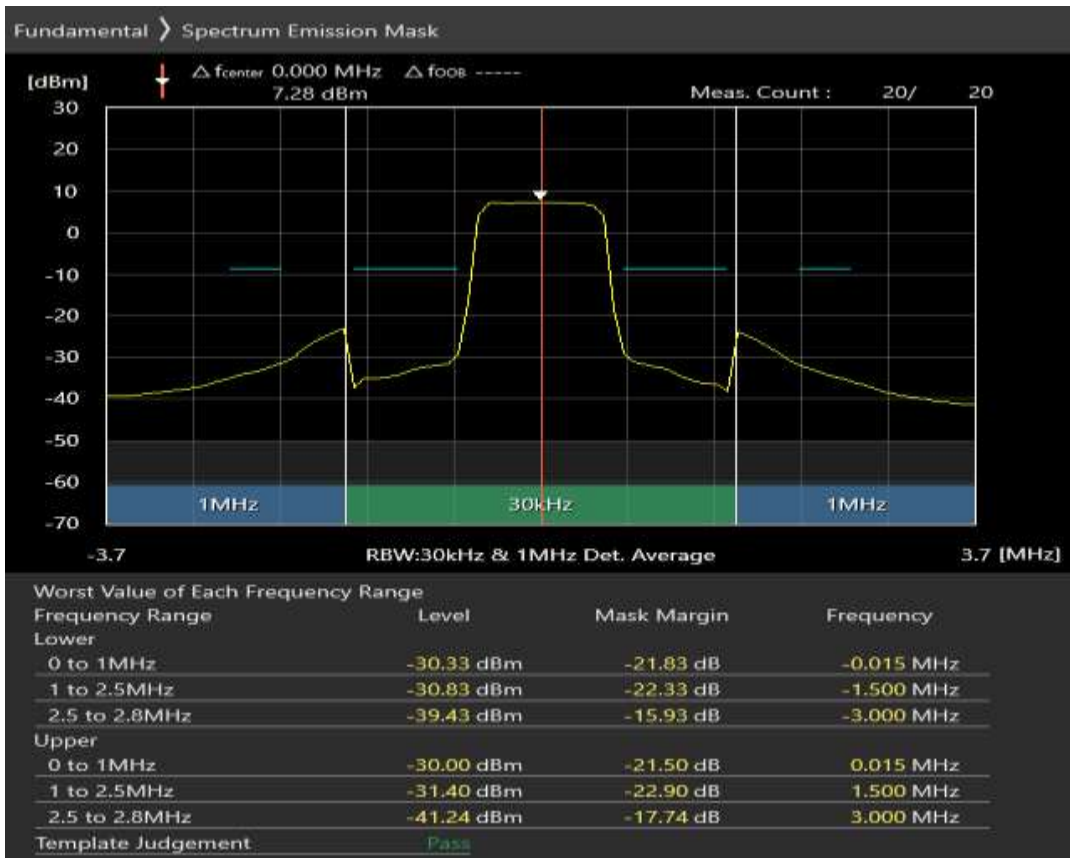 Fundamental ❯ Spectrum Emission Mask
[dBm] △ fcenter 0.000 MHz △ fOOB -----
7.28 dBm Meas. Count : 20/ 20
30
20
10
0
-10
-20
-30
-40
-50
-60
-70
1MHz 30kHz 1MHz
-3.7 RBW:30kHz & 1MHz Det. Average 3.7 [MHz]
Worst Value of Each Frequency Range
Frequency Range Level Mask Margin Frequency
Lower
0 to 1MHz -30.33 dBm -21.83 dB -0.015 MHz
1 to 2.5MHz -30.83 dBm -22.33 dB -1.500 MHz
2.5 to 2.8MHz -39.43 dBm -15.93 dB -3.000 MHz
Upper
0 to 1MHz -30.00 dBm -21.50 dB 0.015 MHz
1 to 2.5MHz -31.40 dBm -22.90 dB 1.500 MHz
2.5 to 2.8MHz -41.24 dBm -17.74 dB 3.000 MHz
Template Judgement Pass